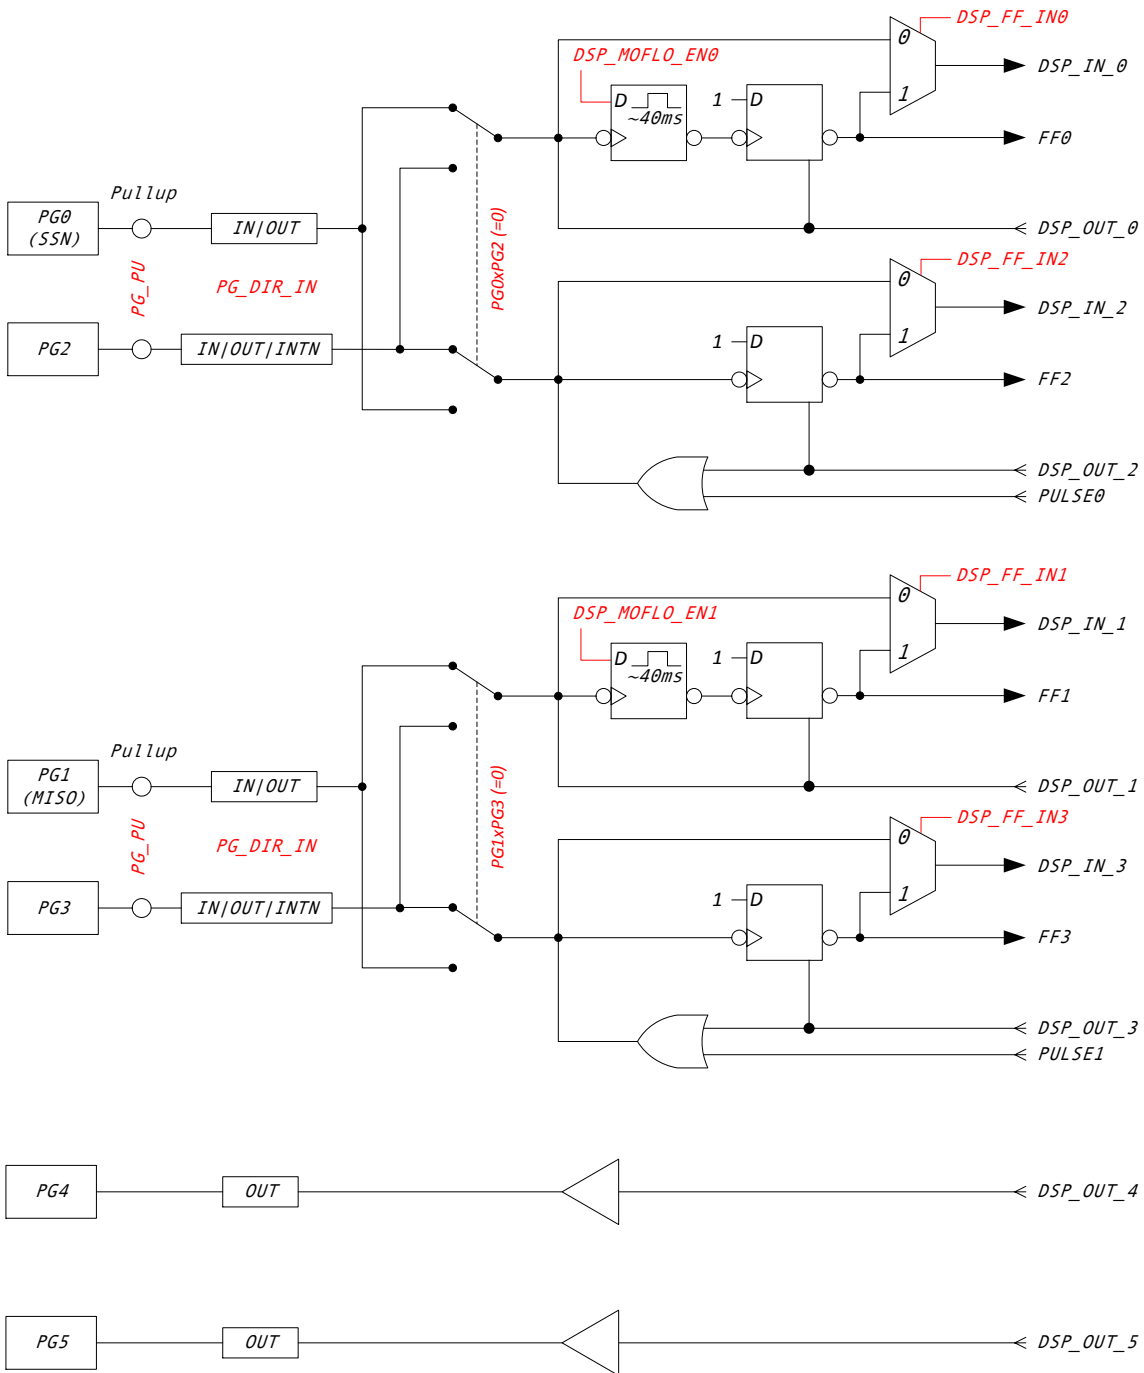 DSP_FF_IN0
0
DSP_MOFLO_EN0
DSP_IN_0
D
~40ms
1
D
1
FF0
Pullup
PG0
(SSN)
IN|OUT
PG0xPG2 (=0)
DSP_OUT_0
PG_PU
PG_DIR_IN
DSP_FF_IN2
0
DSP_IN_2
PG2
IN|OUT|INTN
1
D
1
FF2
DSP_OUT_2
PULSE0
DSP_FF_IN1
0
DSP_MOFLO_EN1
DSP_IN_1
D
~40ms
1
D
1
FF1
Pullup
PG1
(MISO)
IN|OUT
PG1xPG3 (=0)
DSP_OUT_1
PG_PU
PG_DIR_IN
DSP_FF_IN3
0
DSP_IN_3
PG3
IN|OUT|INTN
1
D
1
FF3
DSP_OUT_3
PULSE1
PG4
OUT
DSP_OUT_4
PG5
OUT
DSP_OUT_5